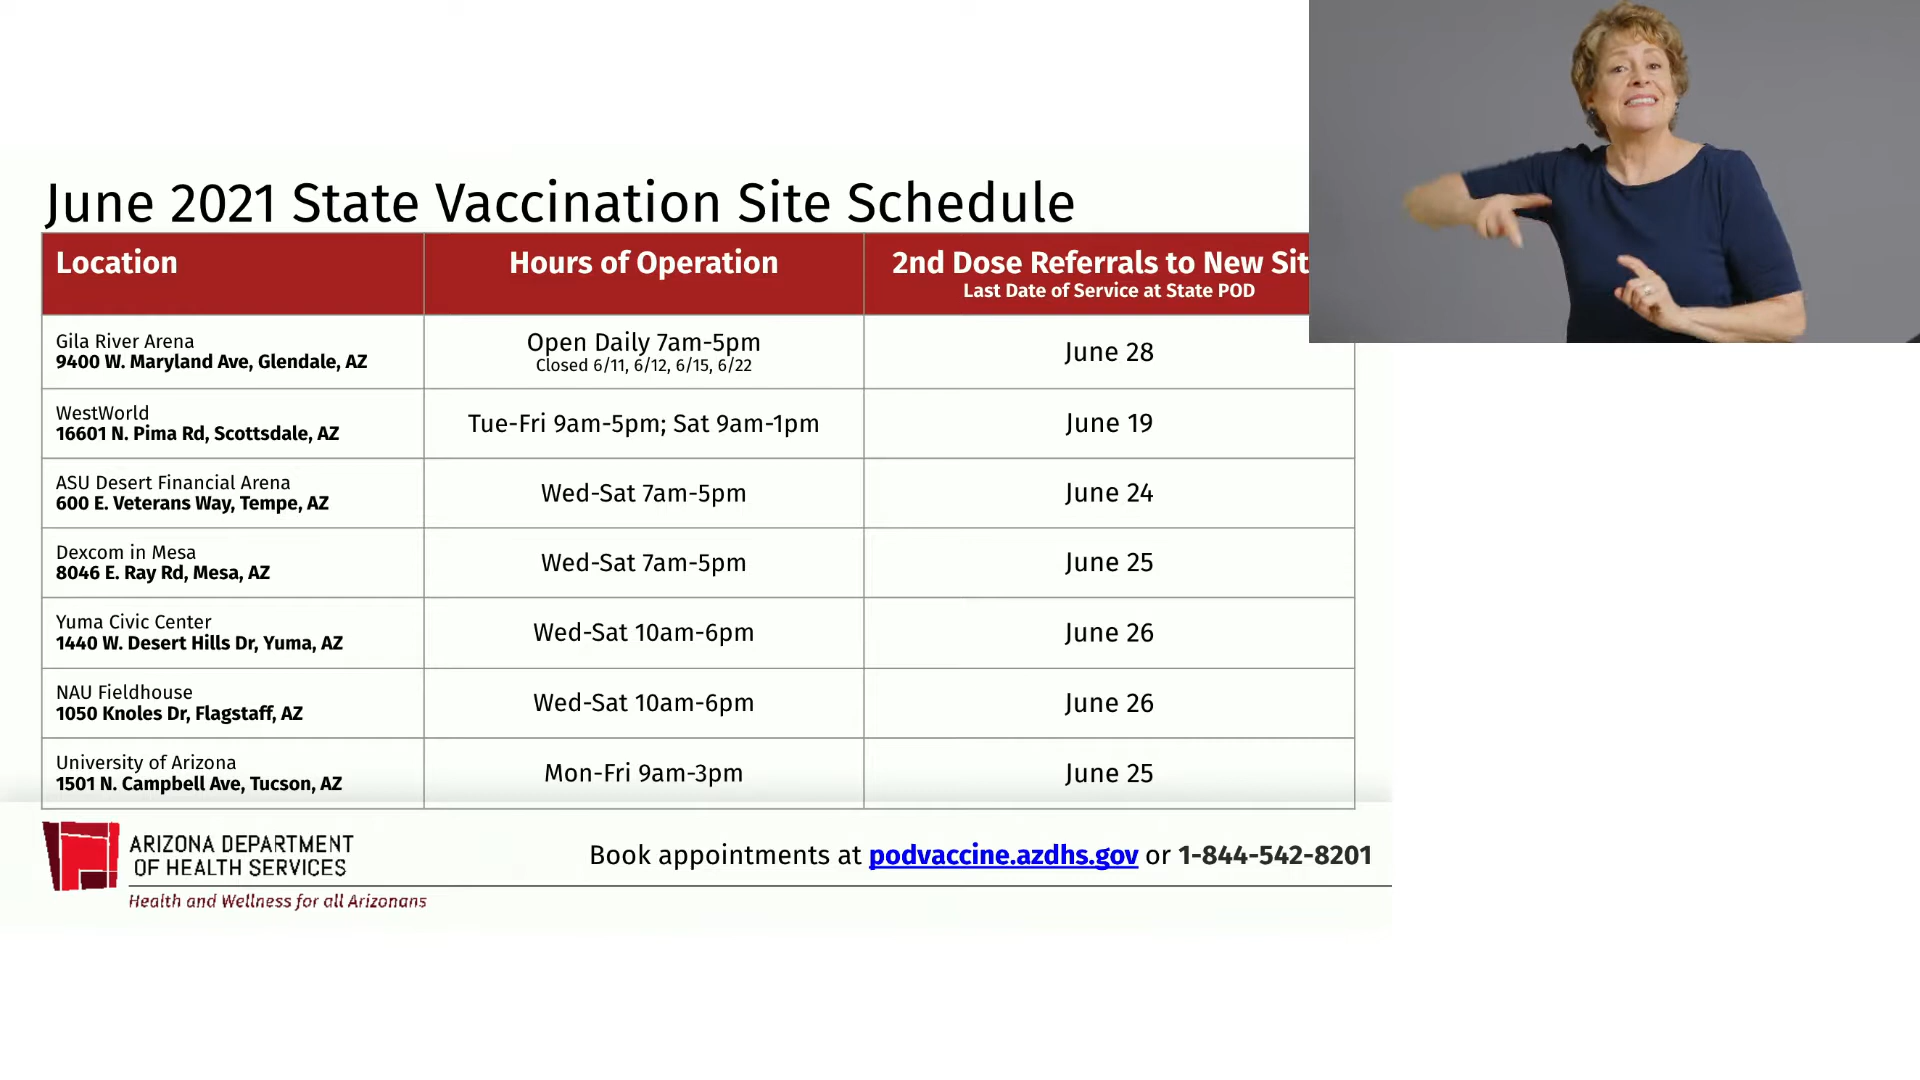 June 2021 State Vaccination Site Schedule
Location
Hours of Operation
2nd Dose Referrals to New Sit
Last Date of Service at State POD
Gila River Arena
9400 W. Maryland Ave, Glendale, AZ
Open Daily 7am-5pm
Closed 6/11, 6/12, 6/15, 6/22
June 28
WestWorld
16601 N. Pima Rd, Scottsdale, AZ
Tue-Fri 9am-5pm; Sat 9am-1pm
June 19
ASU Desert Financial Arena
600 E. Veterans Way, Tempe, AZ
Wed-Sat 7am-5pm
June 24
Dexcom in Mesa
8046 E. Ray Rd, Mesa, AZ
Wed-Sat 7am-5pm
June 25
Yuma Civic Center
1440 W. Desert Hills Dr, Yuma, AZ
Wed-Sat 10am-6pm
June 26
NAU Fieldhouse
1050 Knoles Dr, Flagstaff, AZ
Wed-Sat 10am-6pm
June 26
University of Arizona
1501 N. Campbell Ave, Tucson, AZ
Mon-Fri 9am-3pm
June 25
ARIZONA DEPARTMENT
OF HEALTH SERVICES
Health and Wellness for all Arizonans
Book appointments at podvaccine.azdhs.gov or 1-844-542-8201